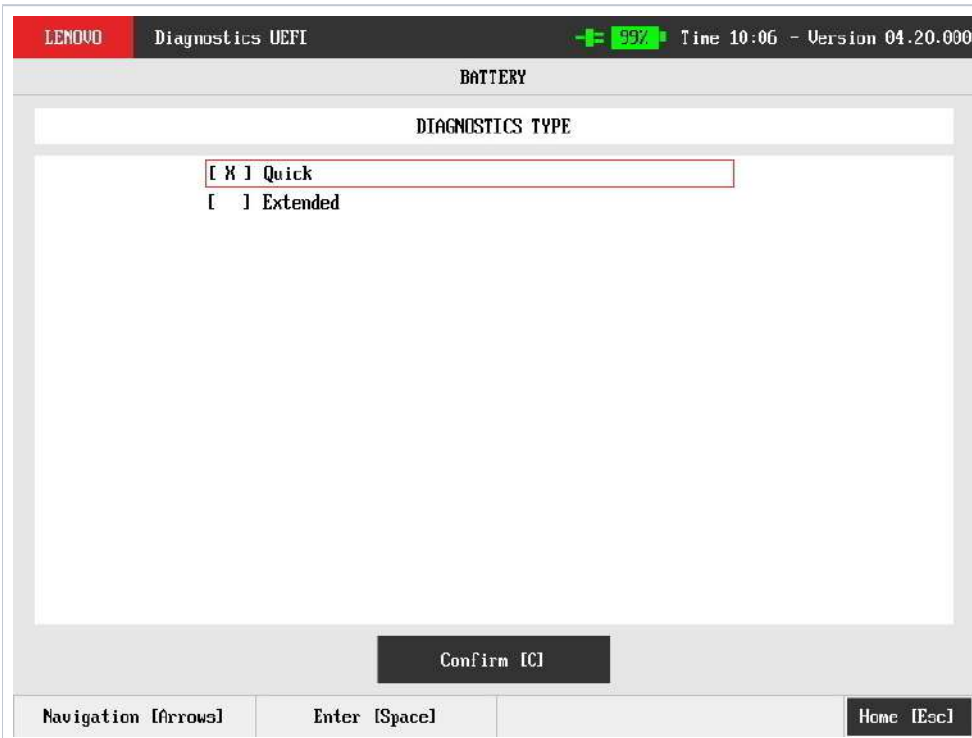 LENOVO Diagnostics UEFI 99% Time 10:06 - Version 04.20.000
BATTERY
DIAGNOSTICS TYPE
[ X ] Quick
[ ] Extended
Confirm [C]
Navigation [Arrows] Enter [Space] Home [Esc]